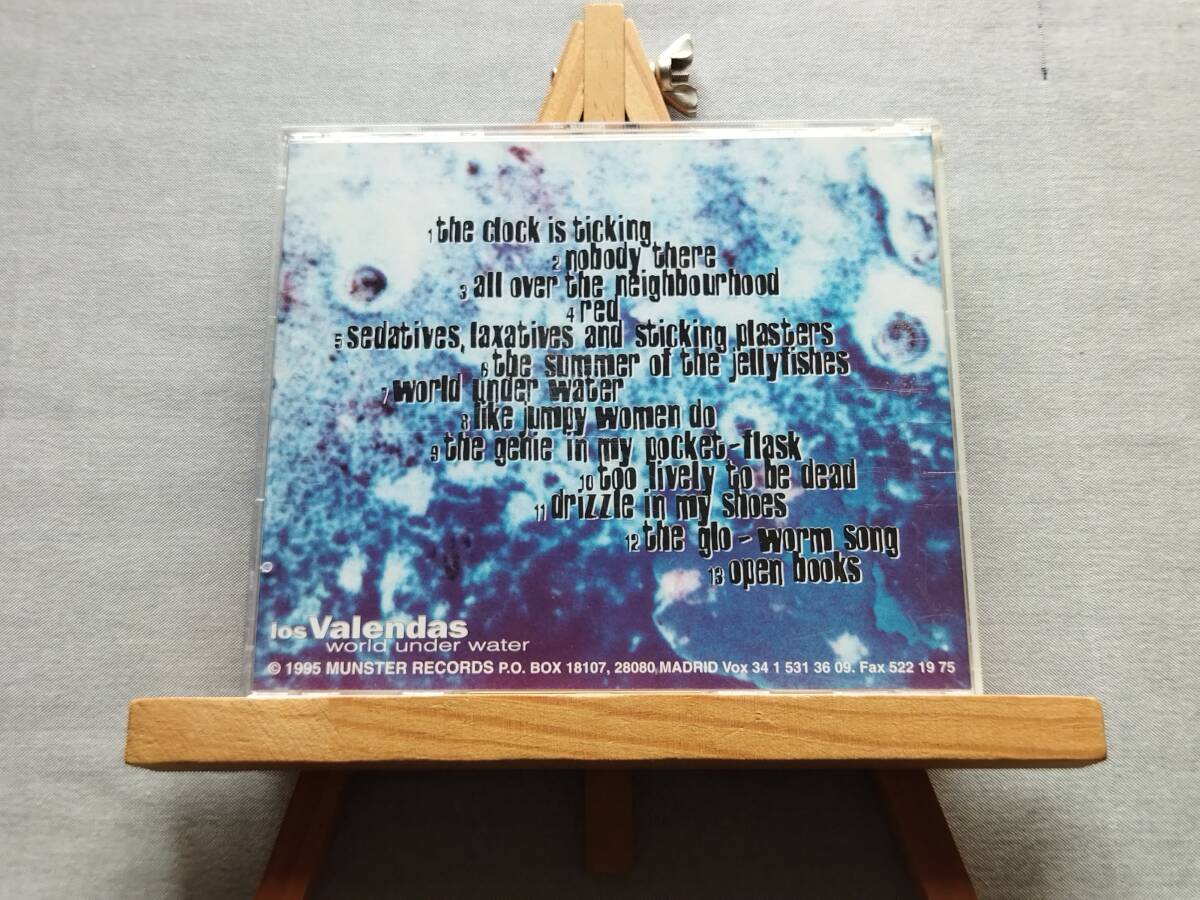 1 the clock is ticking
2 nobody there
3 all over the neighbourhood
4 red
5 sedatives, laxatives and sticking plasters
6 the summer of the jellyfishes
7 world under water
8 like jumpy women do
9 the genie in my pocket-flask
10 too lively to be dead
11 drizzle in my shoes
12 the glo-worm song
13 open books
los Valendas
world under water
© 1995 MUNSTER RECORDS P.O. BOX 18107, 28080 MADRID Vox 34 1 531 36 09. Fax 522 19 75